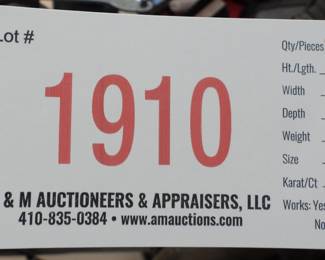 Lot #
1910
& M AUCTIONEERS & APPRAISERS, LLC
410-835-0384 • www.amauctions.com
Qty/Pieces
Ht./Lgth.
Width
Depth
Weight
Size
Karat/Ct
Works: Yes
No